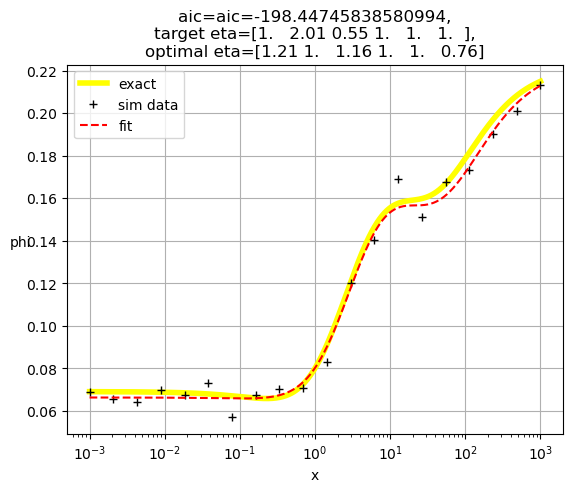 aic=aic=-198.44745838580994,
target eta=[1.   2.01 0.55 1.   1.   1.  ],
optimal eta=[1.21 1.   1.16 1.   1.   0.76]
exact
sim data
fit
0.22
0.20
0.18
0.16
0.14
0.12
0.10
0.08
0.06
phi
10⁻³
10⁻²
10⁻¹
10⁰
10¹
10²
10³
x